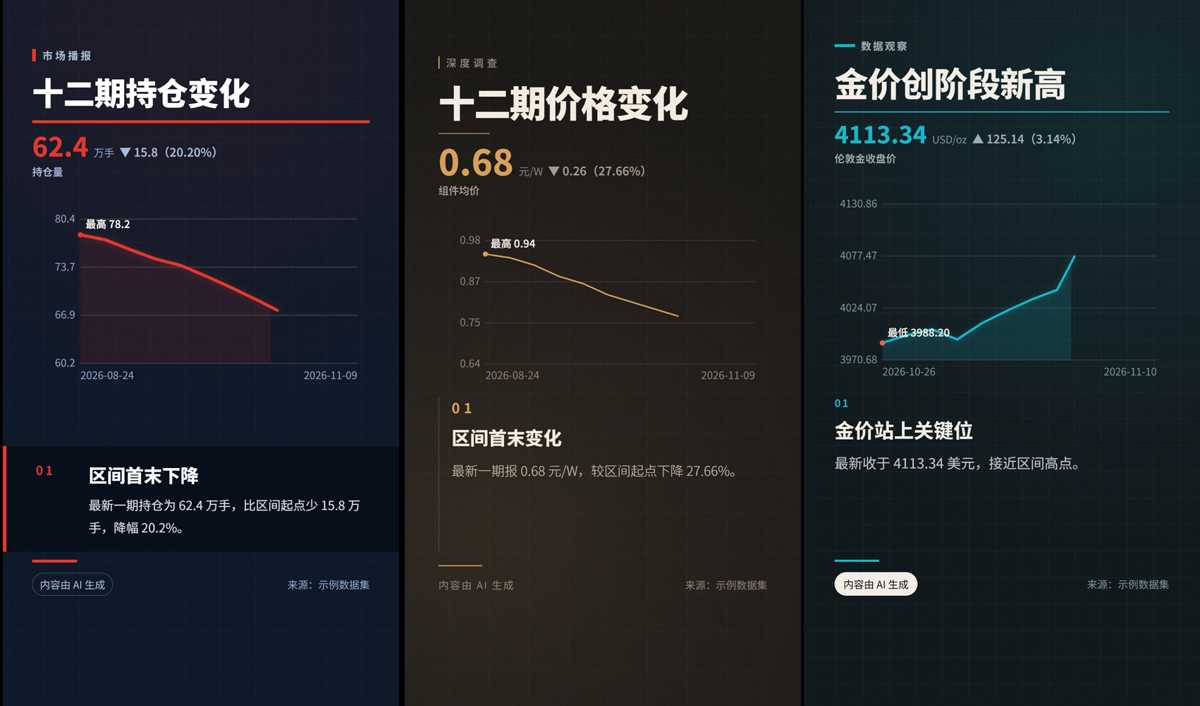 市场播报
十二期持仓变化
62.4 万手 ▼ 15.8（20.20%）
持仓量
80.4
最高 78.2
73.7
66.9
60.2
2026-08-24 2026-11-09
01
区间首末下降
最新一期持仓为 62.4 万手，比区间起点少 15.8 万
手，降幅 20.2%。
内容由 AI 生成
来源：示例数据集
深度调查
十二期价格变化
0.68 元/W ▼ 0.26（27.66%）
组件均价
0.98
最高 0.94
0.87
0.75
0.64
2026-08-24 2026-11-09
01
区间首末变化
最新一期报 0.68 元/W，较区间起点下降 27.66%。
内容由 AI 生成
来源：示例数据集
数据观察
金价创阶段新高
4113.34 USD/oz ▲ 125.14（3.14%）
伦敦金收盘价
4130.86
4077.47
4024.07
最低 3988.20
3970.68
2026-10-26 2026-11-10
01
金价站上关键位
最新收于 4113.34 美元，接近区间高点。
内容由 AI 生成
来源：示例数据集